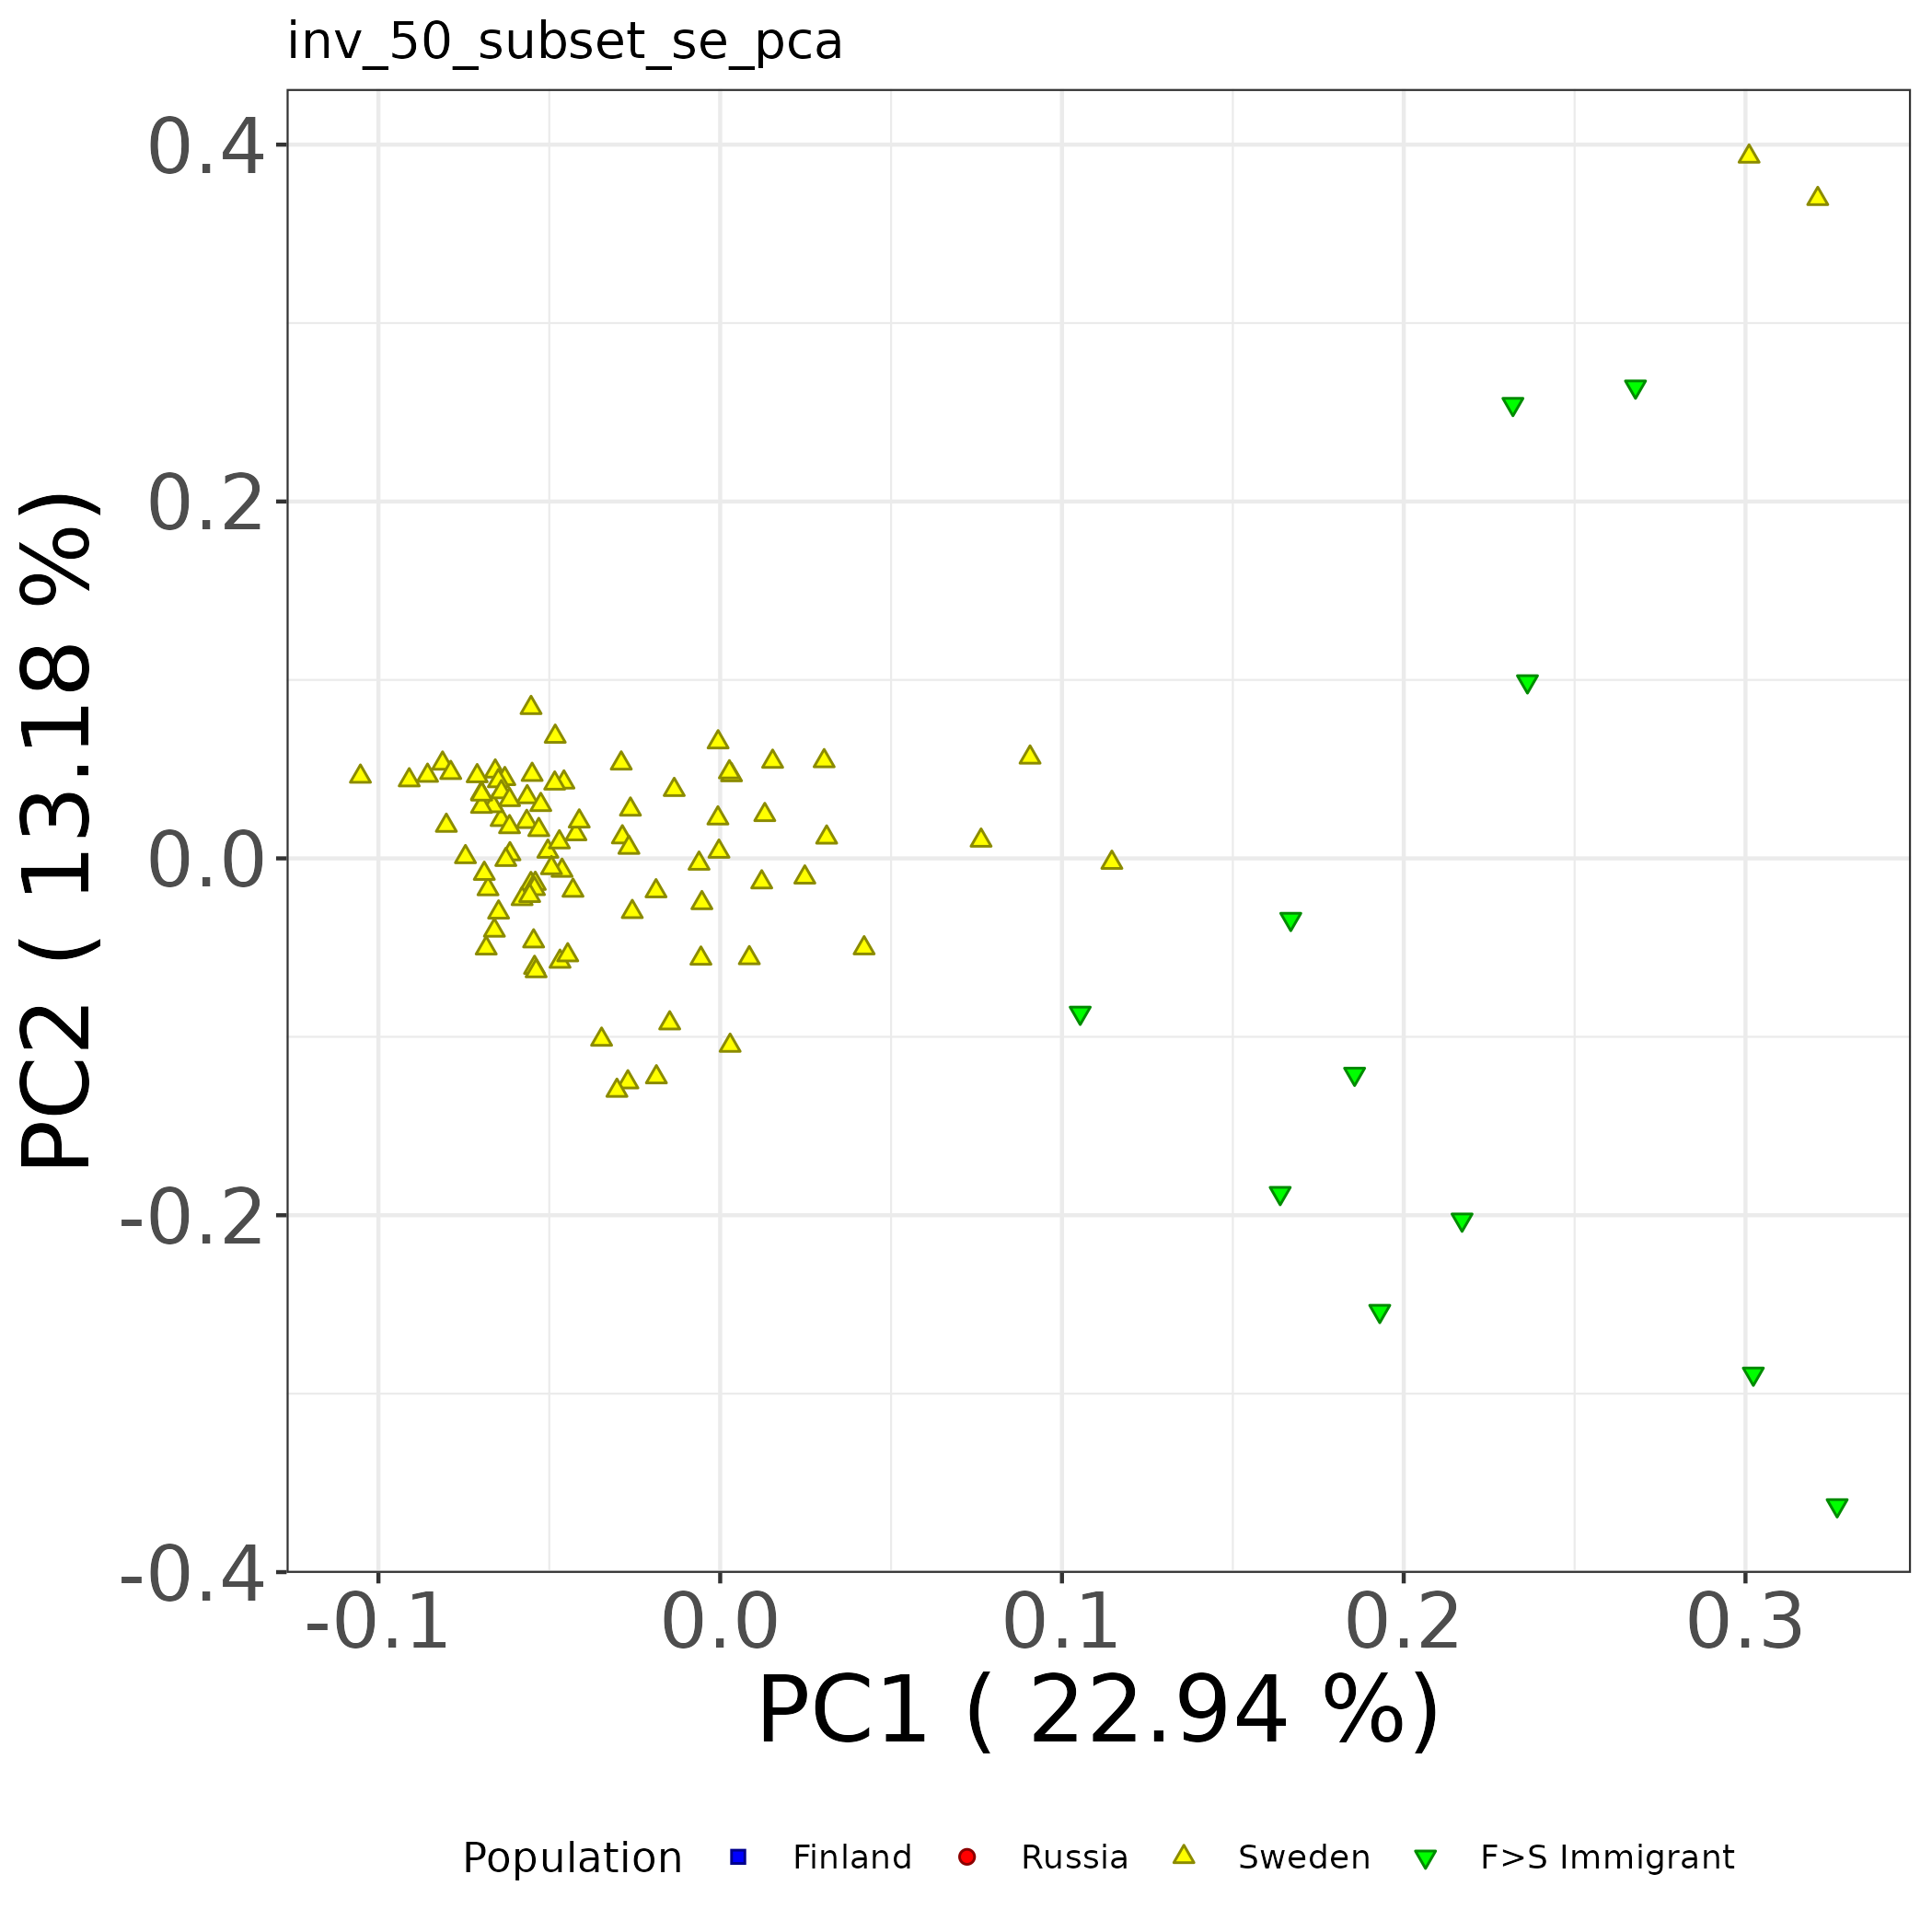 inv_50_subset_se_pca
0.4
0.2
0.0
-0.2
-0.4
PC2 ( 13.18 %)
-0.1 0.0 0.1 0.2 0.3
PC1 ( 22.94 %)
Population Finland Russia Sweden F>S Immigrant